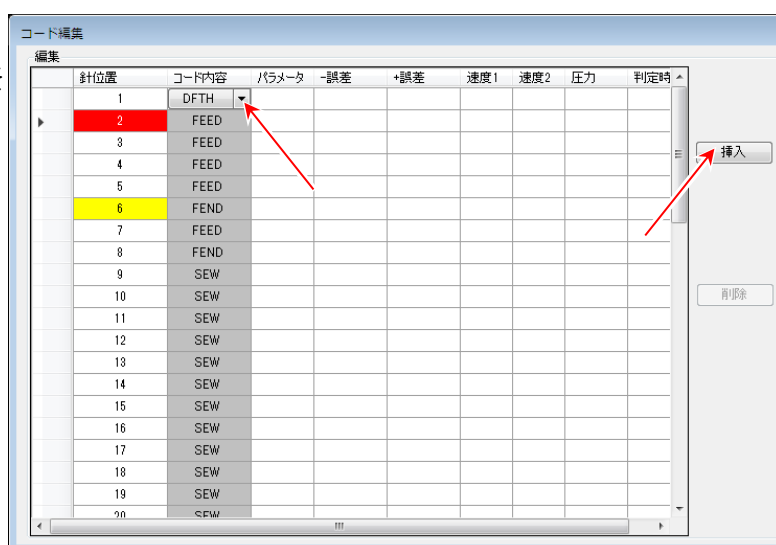 コード編集
編集
針位置 コード内容 パラメータ -誤差 +誤差 速度1 速度2 圧力 判定時
1 DFTH
2 FEED
3 FEED
4 FEED
5 FEED
6 FEND
7 FEED
8 FEND
9 SEW
10 SEW
11 SEW
12 SEW
13 SEW
14 SEW
15 SEW
16 SEW
17 SEW
18 SEW
19 SEW
20 SEW
挿入
削除